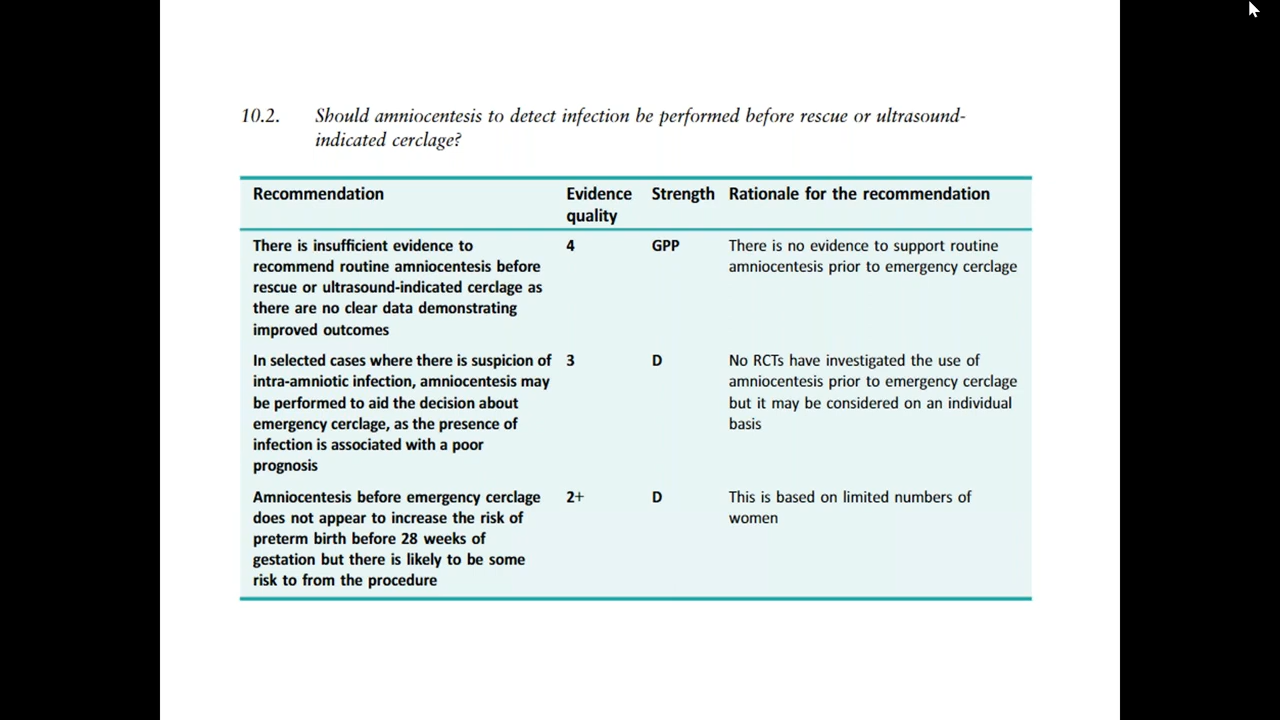 10.2. Should amniocentesis to detect infection be performed before rescue or ultrasound-
indicated cerclage?
Recommendation Evidence Strength Rationale for the recommendation
quality
There is insufficient evidence to 4 GPP There is no evidence to support routine
recommend routine amniocentesis before amniocentesis prior to emergency cerclage
rescue or ultrasound-indicated cerclage as
there are no clear data demonstrating
improved outcomes
In selected cases where there is suspicion of 3 D No RCTs have investigated the use of
intra-amniotic infection, amniocentesis may amniocentesis prior to emergency cerclage
be performed to aid the decision about but it may be considered on an individual
emergency cerclage, as the presence of basis
infection is associated with a poor
prognosis
Amniocentesis before emergency cerclage 2+ D This is based on limited numbers of
does not appear to increase the risk of women
preterm birth before 28 weeks of
gestation but there is likely to be some
risk to from the procedure